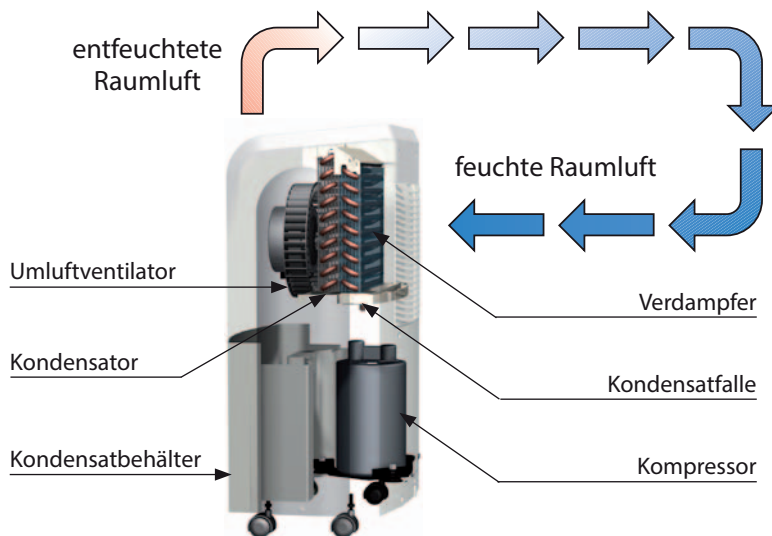 entfeuchtete
Raumluft
feuchte Raumluft
Umluftventilator
Verdampfer
Kondensator
Kondensatfalle
Kondensatbehälter
Kompressor